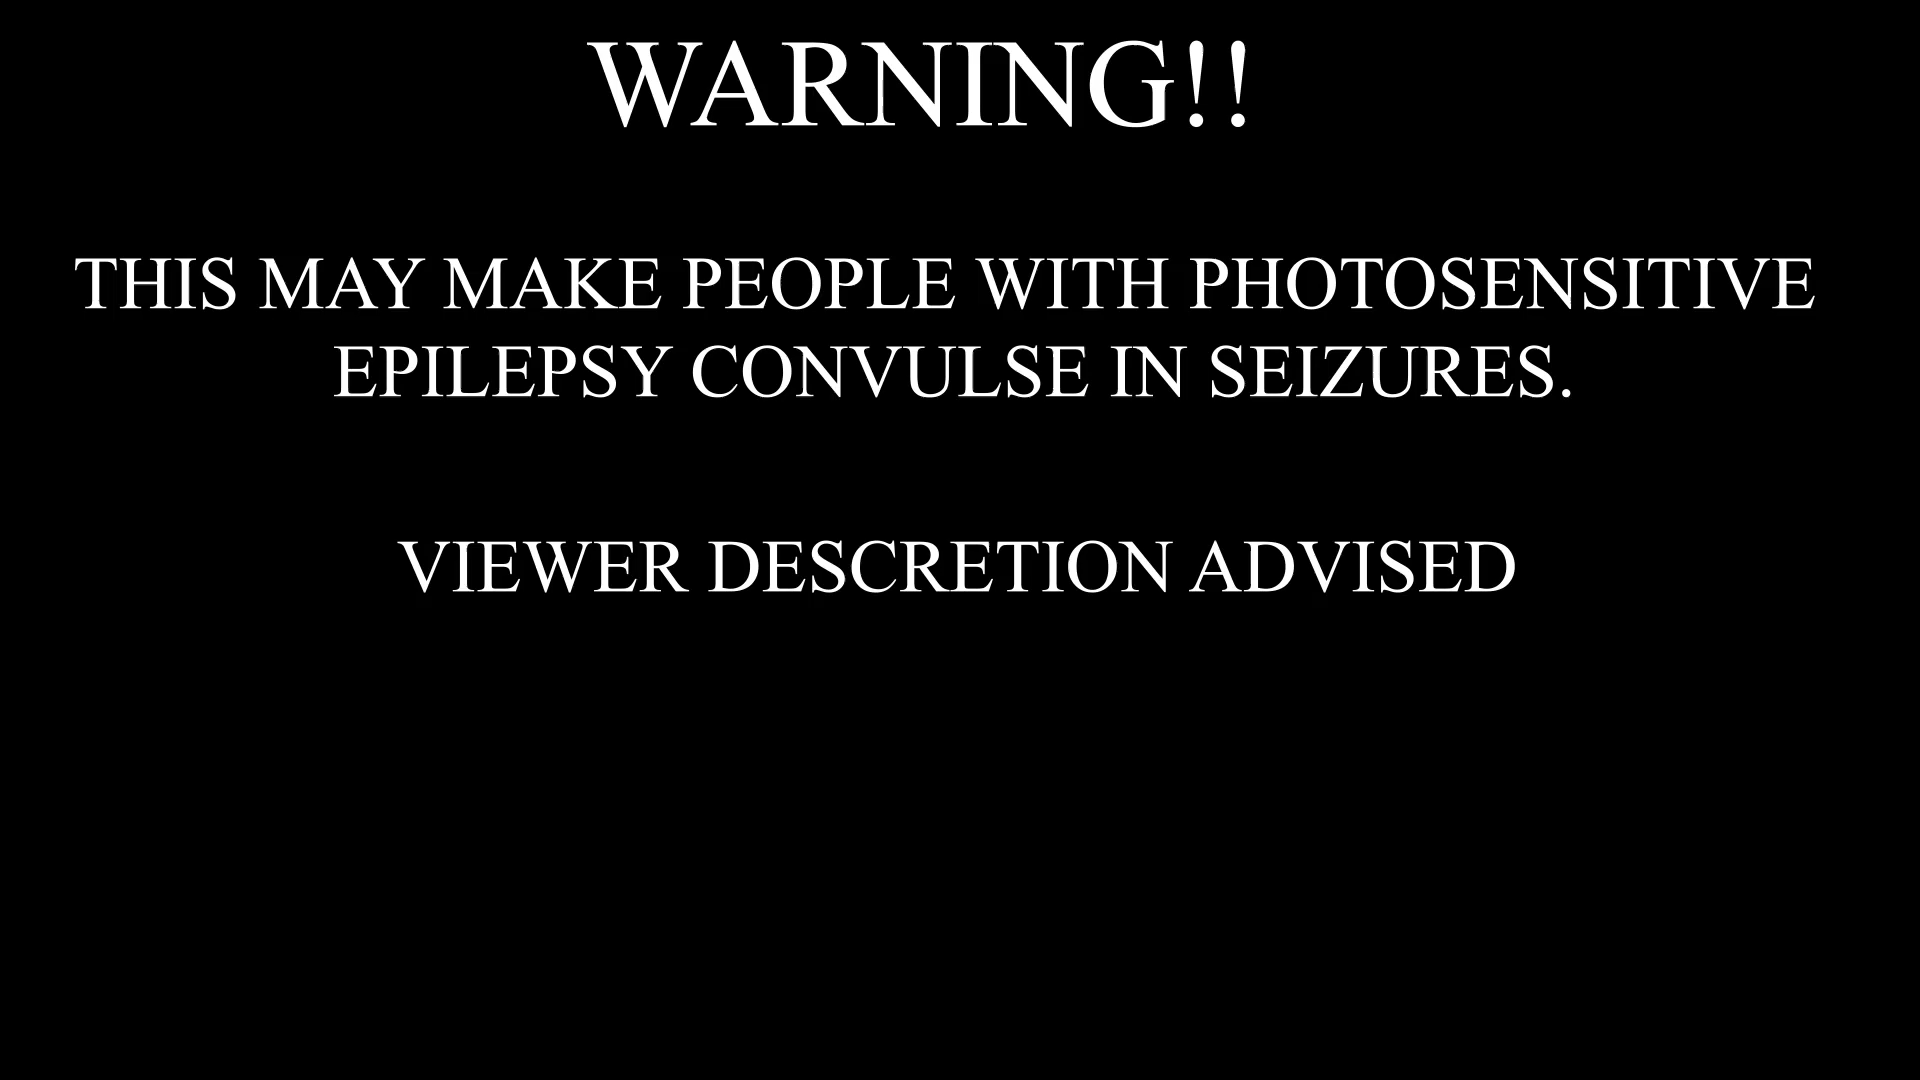 WARNING!!
THIS MAY MAKE PEOPLE WITH PHOTOSENSITIVE
EPILEPSY CONVULSE IN SEIZURES.
VIEWER DESCRETION ADVISED